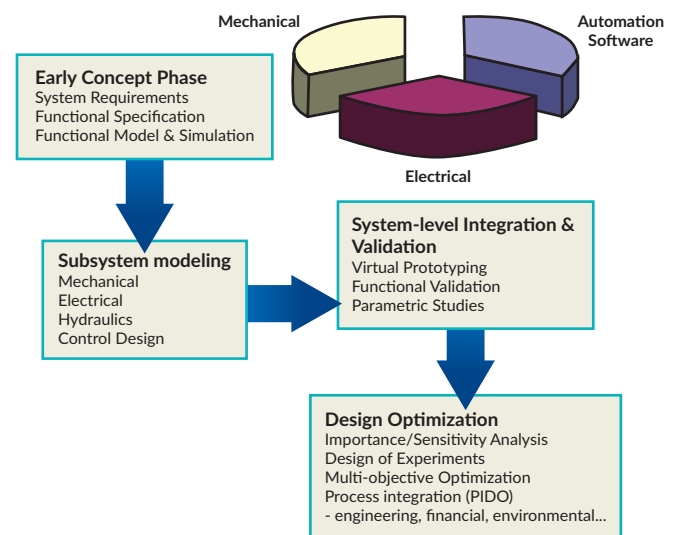 Mechanical
Automation
Software
Electrical
Early Concept Phase
System Requirements
Functional Specification
Functional Model & Simulation
Subsystem modeling
Mechanical
Electrical
Hydraulics
Control Design
System-level Integration &
Validation
Virtual Prototyping
Functional Validation
Parametric Studies
Design Optimization
Importance/Sensitivity Analysis
Design of Experiments
Multi-objective Optimization
Process integration (PIDO)
- engineering, financial, environmental...